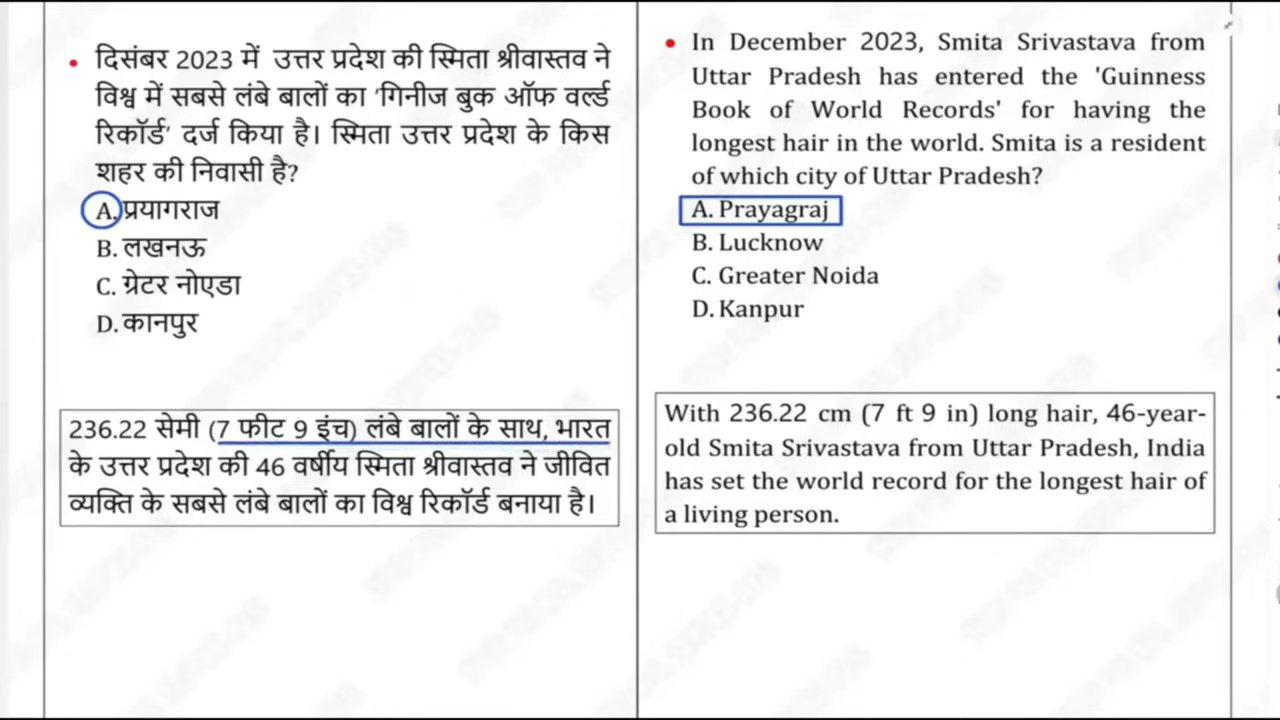 दिसंबर 2023 में उत्तर प्रदेश की स्मिता श्रीवास्तव ने
विश्व में सबसे लंबे बालों का 'गिनीज बुक ऑफ वर्ल्ड
रिकॉर्ड' दर्ज किया है। स्मिता उत्तर प्रदेश के किस
शहर की निवासी है?
A. प्रयागराज
B. लखनऊ
C. ग्रेटर नोएडा
D. कानपुर
236.22 सेमी (7 फीट 9 इंच) लंबे बालों के साथ, भारत
के उत्तर प्रदेश की 46 वर्षीय स्मिता श्रीवास्तव ने जीवित
व्यक्ति के सबसे लंबे बालों का विश्व रिकॉर्ड बनाया है।
In December 2023, Smita Srivastava from
Uttar Pradesh has entered the 'Guinness
Book of World Records' for having the
longest hair in the world. Smita is a resident
of which city of Uttar Pradesh?
A. Prayagraj
B. Lucknow
C. Greater Noida
D. Kanpur
With 236.22 cm (7 ft 9 in) long hair, 46-year-
old Smita Srivastava from Uttar Pradesh, India
has set the world record for the longest hair of
a living person.